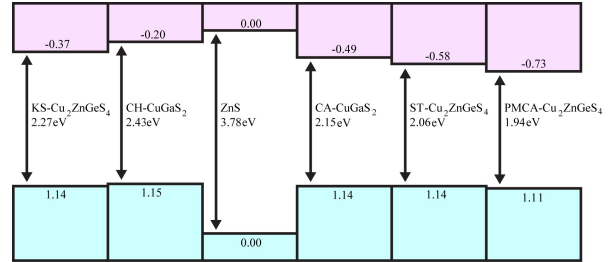 -0.37 -0.20 0.00 -0.49 -0.58 -0.73
KS-Cu₂ZnGeS₄ CH-CuGaS₂ ZnS CA-CuGaS₂ ST-Cu₂ZnGeS₄ PMCA-Cu₂ZnGeS₄
2.27eV 2.43eV 3.78eV 2.15eV 2.06eV 1.94eV
1.14 1.15 0.00 1.14 1.14 1.11